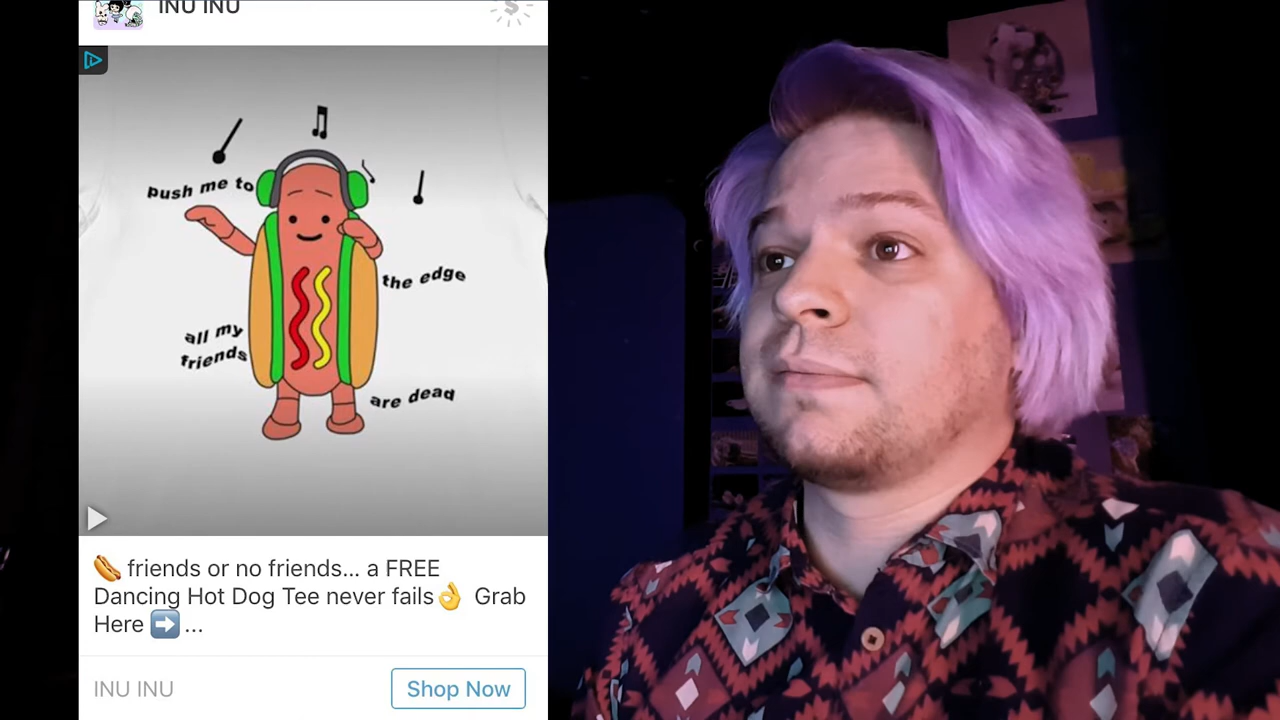 INU INU
push me to
the edge
all my
friends
are dead
friends or no friends... a FREE
Dancing Hot Dog Tee never fails👌 Grab
Here ➡️ ...
INU INU
Shop Now